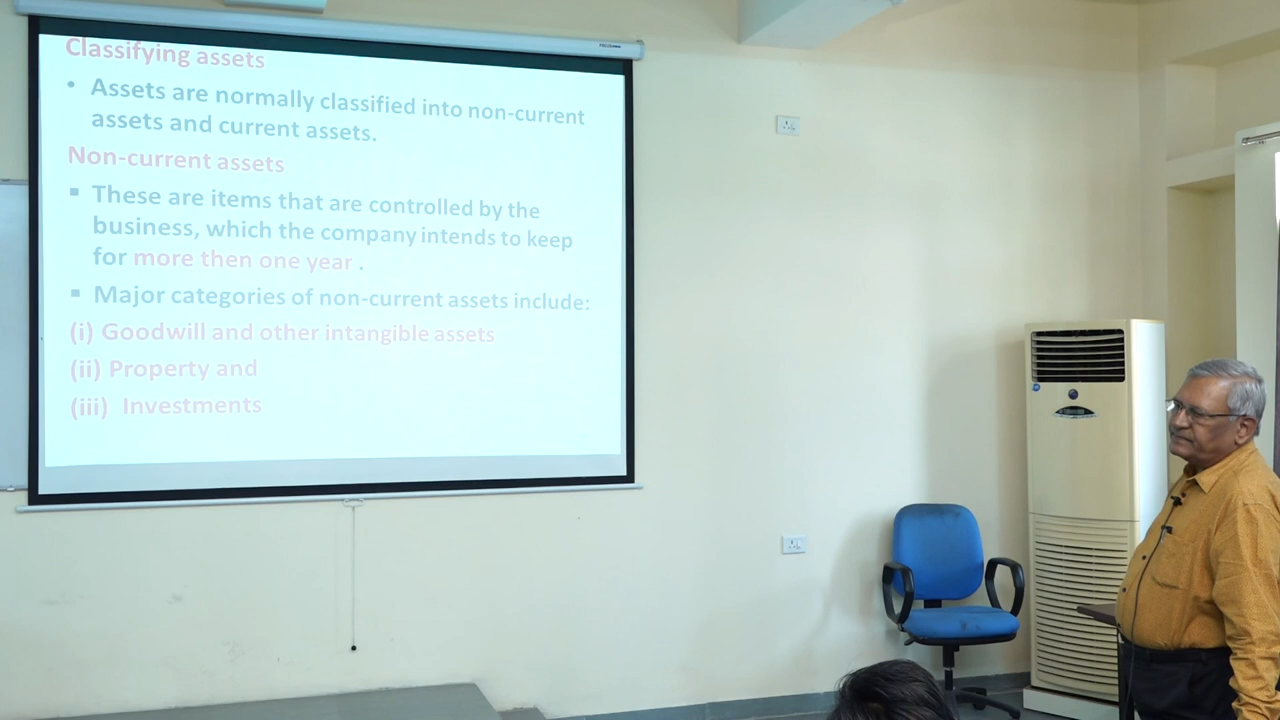 Classifying assets
• Assets are normally classified into non-current
assets and current assets.
Non-current assets
▪ These are items that are controlled by the
business, which the company intends to keep
for more then one year .
▪ Major categories of non-current assets include:
(i) Goodwill and other intangible assets
(ii) Property and
(iii) Investments